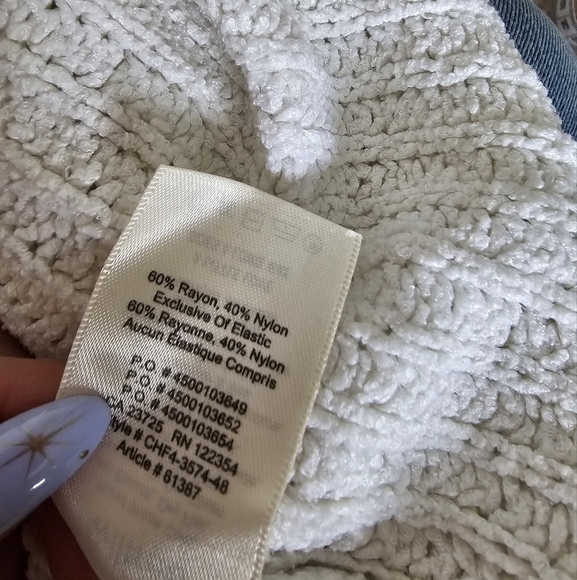 60% Rayon, 40% Nylon
Exclusive Of Elastic
60% Rayonne, 40% Nylon
Aucun Élastique Compris
P.O. # 4500103649
P.O. # 4500103652
P.O. # 4500103654
CA 23725 RN 122354
Style # CHF4-3574-48
Article # 61387